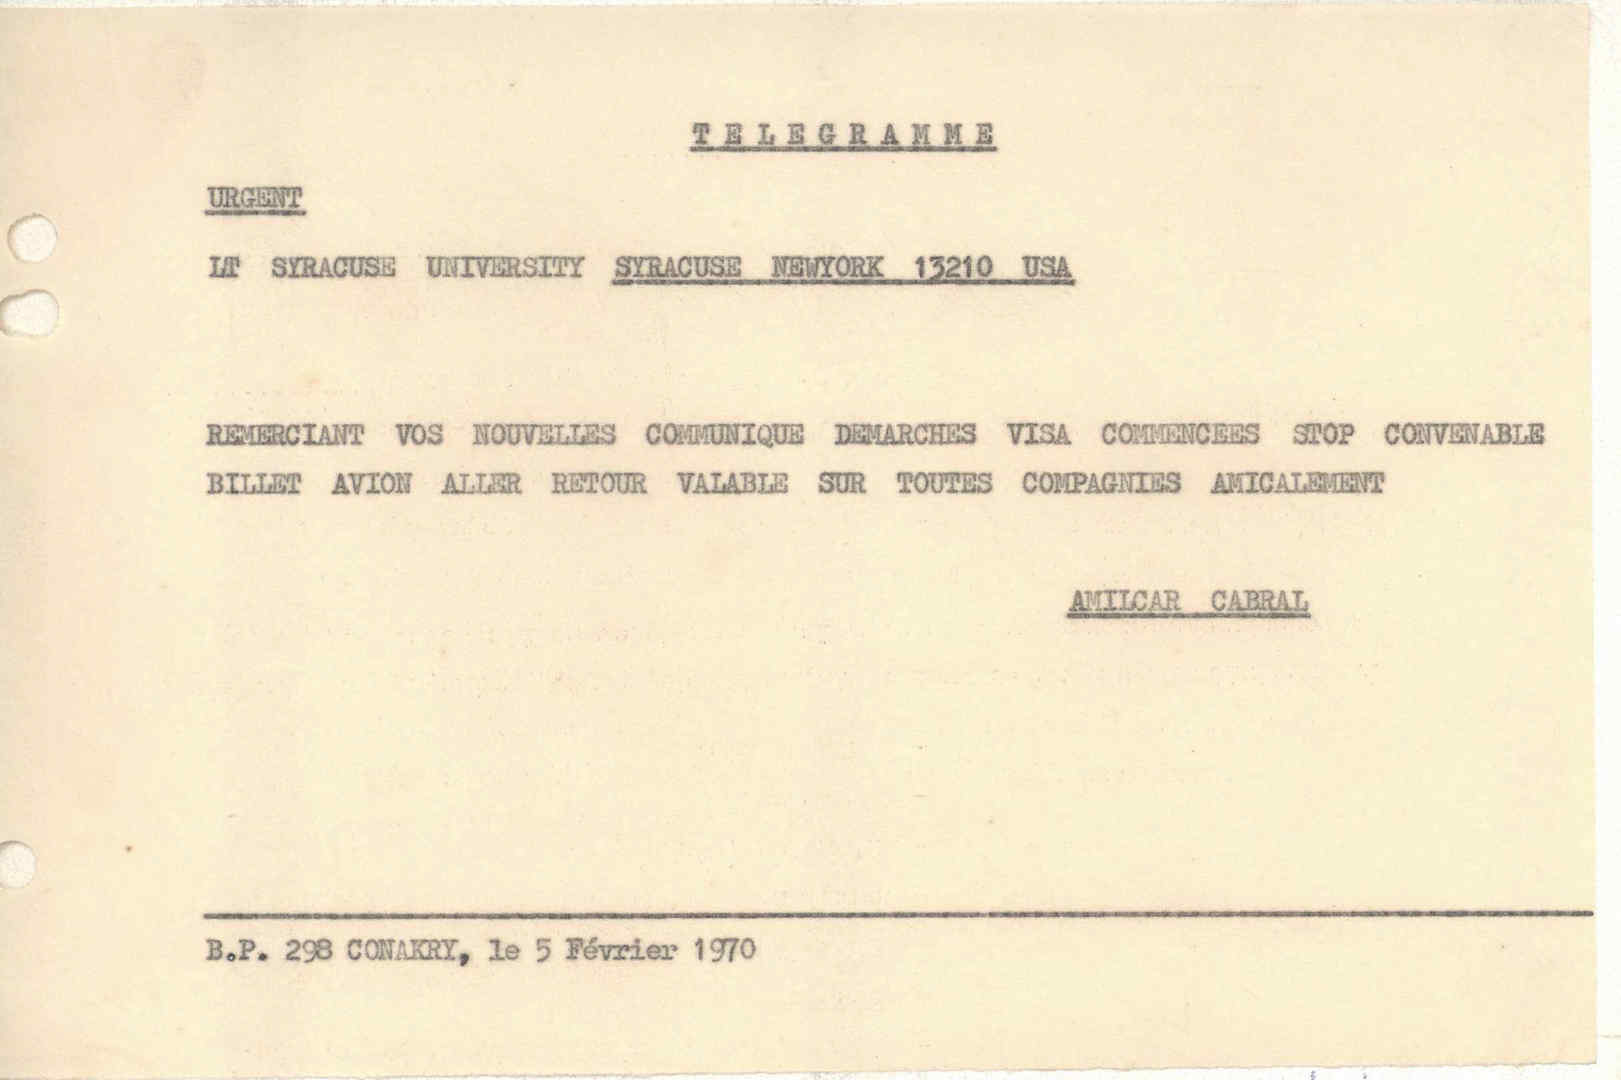 TELEGRAMME
URGENT
LT SYRACUSE UNIVERSITY SYRACUSE NEWYORK 13210 USA
REMERCIANT VOS NOUVELLES COMMUNIQUE DEMARCHES VISA COMMENCEES STOP CONVENABLE
BILLET AVION ALLER RETOUR VALABLE SUR TOUTES COMPAGNIES AMICALEMENT
AMILCAR CABRAL
B.P. 298 CONAKRY, le 5 Février 1970